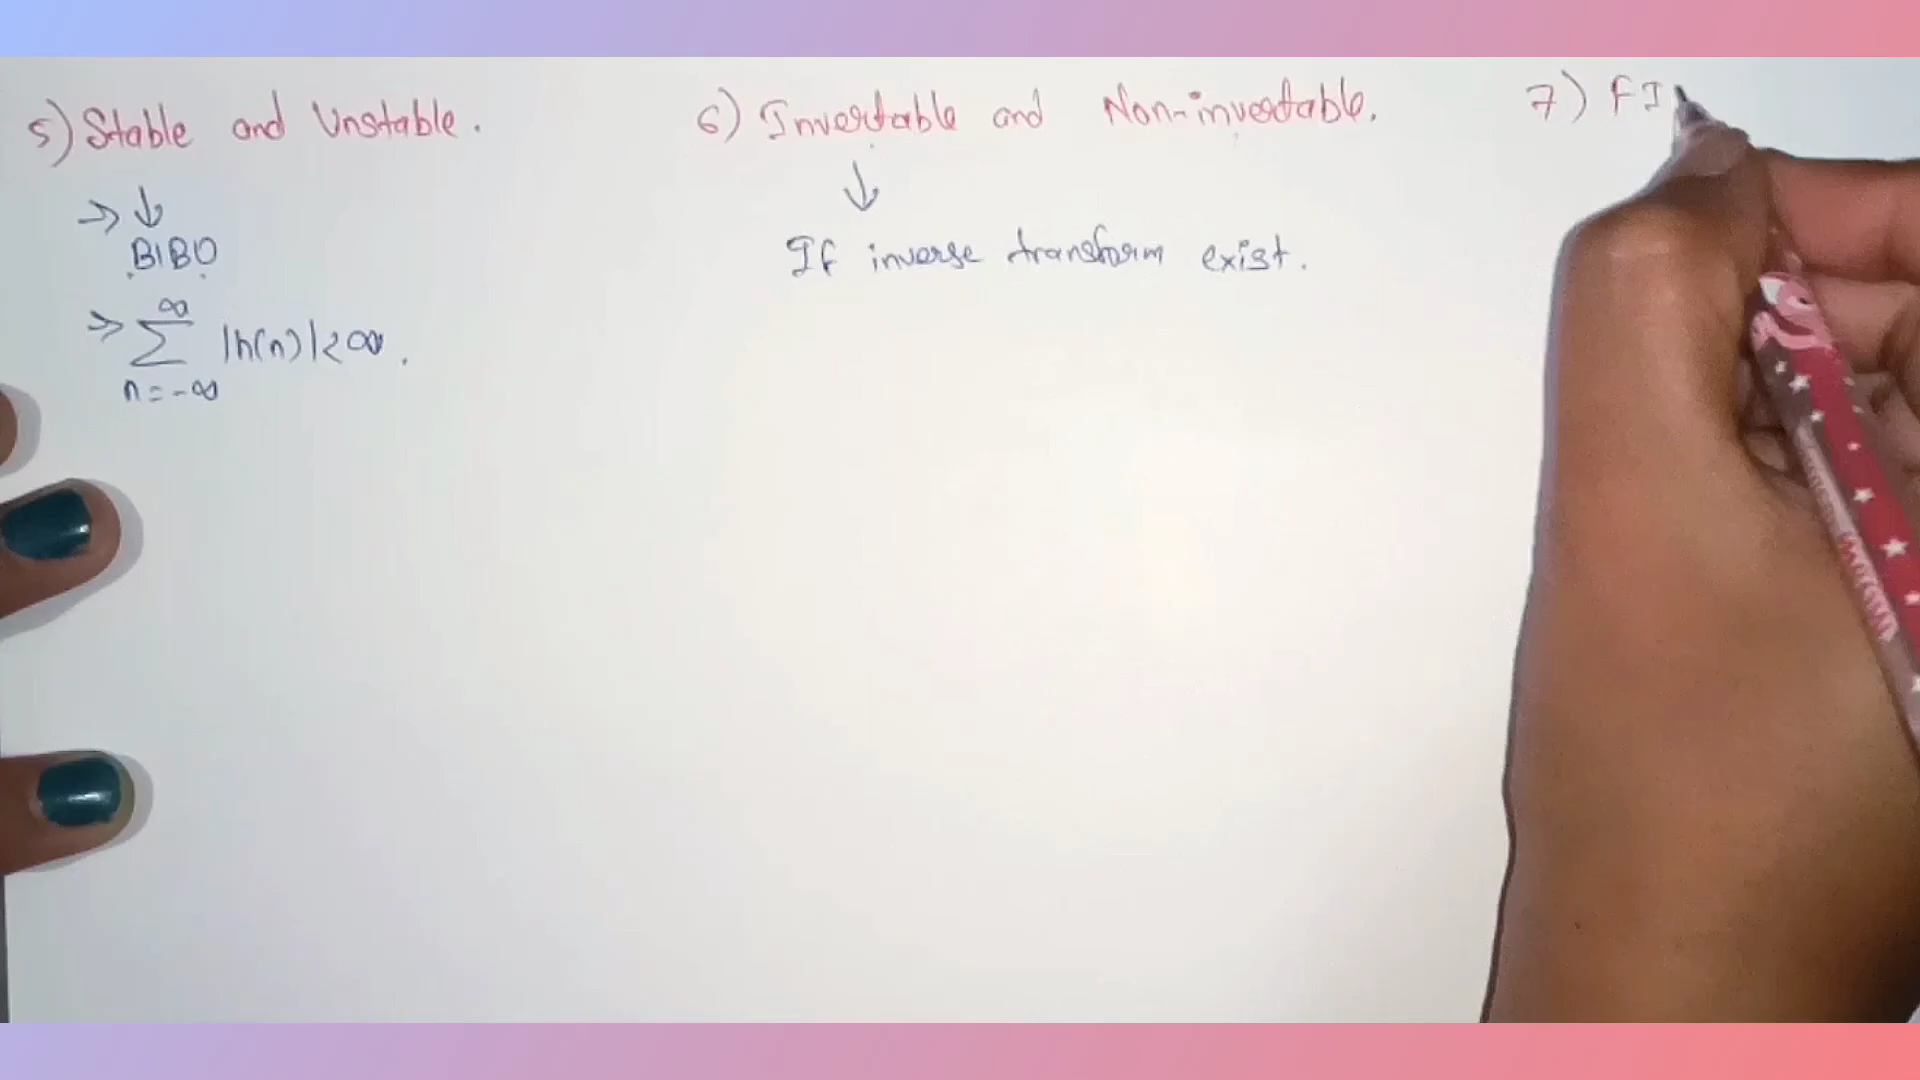 5) Stable and Unstable.
→ ↓
BIBO
→ ∞
∑ |h(n)|<∞.
n=-∞
6) Invertable and Non-invertable.
↓
If inverse transform exist.
7) FI